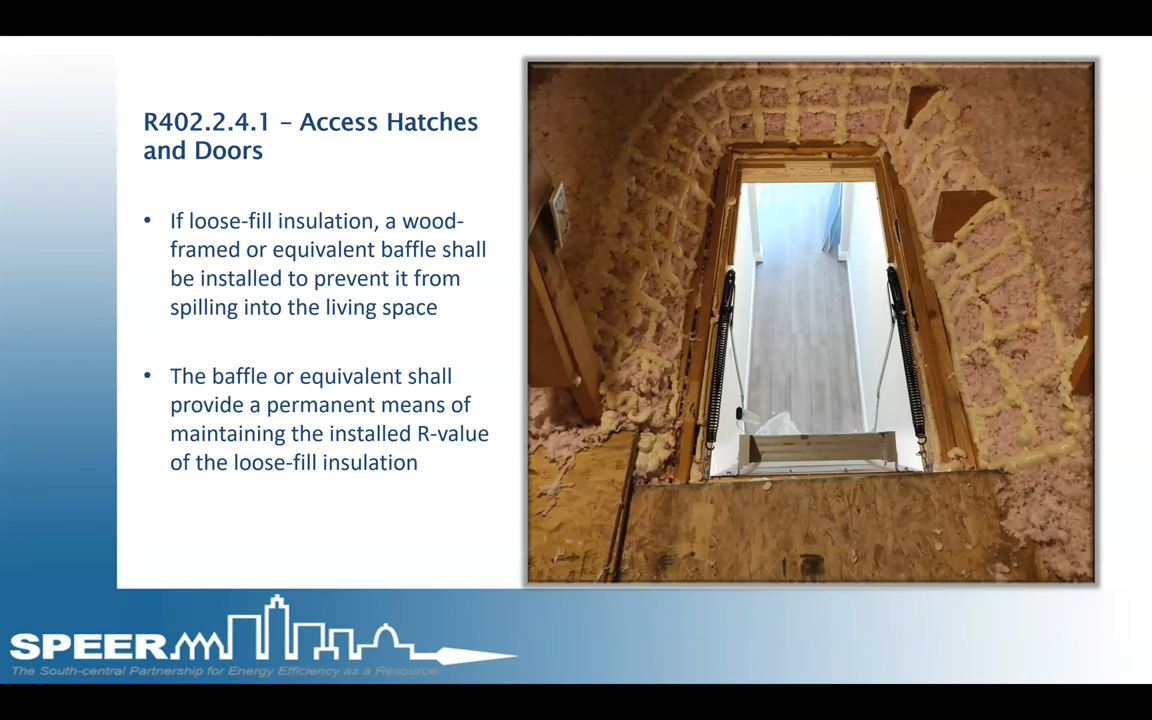 R402.2.4.1 – Access Hatches
and Doors
• If loose-fill insulation, a wood-
framed or equivalent baffle shall
be installed to prevent it from
spilling into the living space
• The baffle or equivalent shall
provide a permanent means of
maintaining the installed R-value
of the loose-fill insulation
SPEER
The South-central Partnership for Energy Efficiency as a Resource